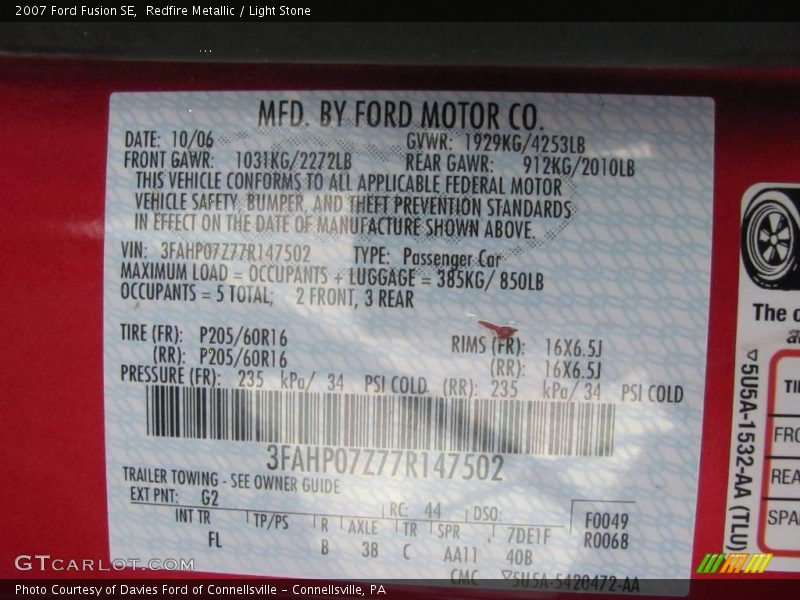 2007 Ford Fusion SE, Redfire Metallic / Light Stone
MFD. BY FORD MOTOR CO.
DATE: 10/06 GVWR: 1929KG/4253LB
FRONT GAWR: 1031KG/2272LB REAR GAWR: 912KG/2010LB
THIS VEHICLE CONFORMS TO ALL APPLICABLE FEDERAL MOTOR
VEHICLE SAFETY, BUMPER, AND THEFT PREVENTION STANDARDS
IN EFFECT ON THE DATE OF MANUFACTURE SHOWN ABOVE.
VIN: 3FAHP07Z77R147502 TYPE: Passenger Car
MAXIMUM LOAD = OCCUPANTS + LUGGAGE = 385KG/ 850LB
OCCUPANTS = 5 TOTAL; 2 FRONT, 3 REAR
TIRE (FR): P205/60R16 RIMS (FR): 16X6.5J
(RR): P205/60R16 (RR): 16X6.5J
PRESSURE (FR): 235 kPa/ 34 PSI COLD (RR): 235 kPa/ 34 PSI COLD
3FAHP07Z77R147502
TRAILER TOWING - SEE OWNER GUIDE
EXT PNT: G2 RC: 44 DSO: F0049
INT TR TP/PS R AXLE TR SPR 7DE1F R0068
FL B 38 C AA11 40B
CMC ▽5U5A-5420472-AA
The
TI
FRO
REA
SPA
▽5U5A-1532-AA (TLU)
GTCARLOT.COM
Photo Courtesy of Davies Ford of Connellsville – Connellsville, PA